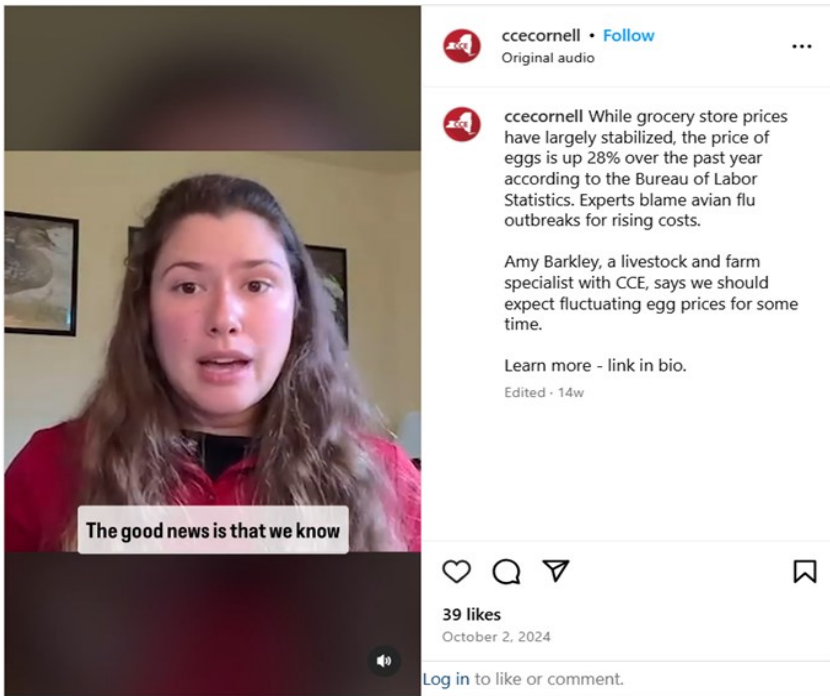 ccecornell • Follow
Original audio
ccecornell While grocery store prices
have largely stabilized, the price of
eggs is up 28% over the past year
according to the Bureau of Labor
Statistics. Experts blame avian flu
outbreaks for rising costs.
Amy Barkley, a livestock and farm
specialist with CCE, says we should
expect fluctuating egg prices for some
time.
Learn more - link in bio.
Edited · 14w
The good news is that we know
39 likes
October 2, 2024
Log in to like or comment.